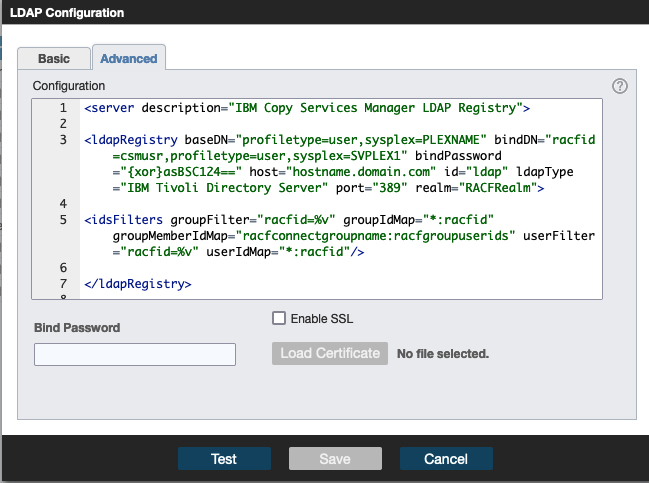 LDAP Configuration
Basic
Advanced
Configuration
?
1 <server description="IBM Copy Services Manager LDAP Registry">
2
3 <ldapRegistry baseDN="profiletype=user,sysplex=PLEXNAME" bindDN="racfid
=csmusr,profiletype=user,sysplex=SVPLEX1" bindPassword
="{xor}asBSC124==" host="hostname.domain.com" id="ldap" ldapType
="IBM Tivoli Directory Server" port="389" realm="RACFRealm">
4
5 <idsFilters groupFilter="racfid=%v" groupIdMap="*:racfid"
groupMemberIdMap="racfconnectgroupname:racfgroupuserids" userFilter
="racfid=%v" userIdMap="*:racfid"/>
6
7 </ldapRegistry>
8
Enable SSL
Bind Password
Load Certificate No file selected.
Test
Save
Cancel